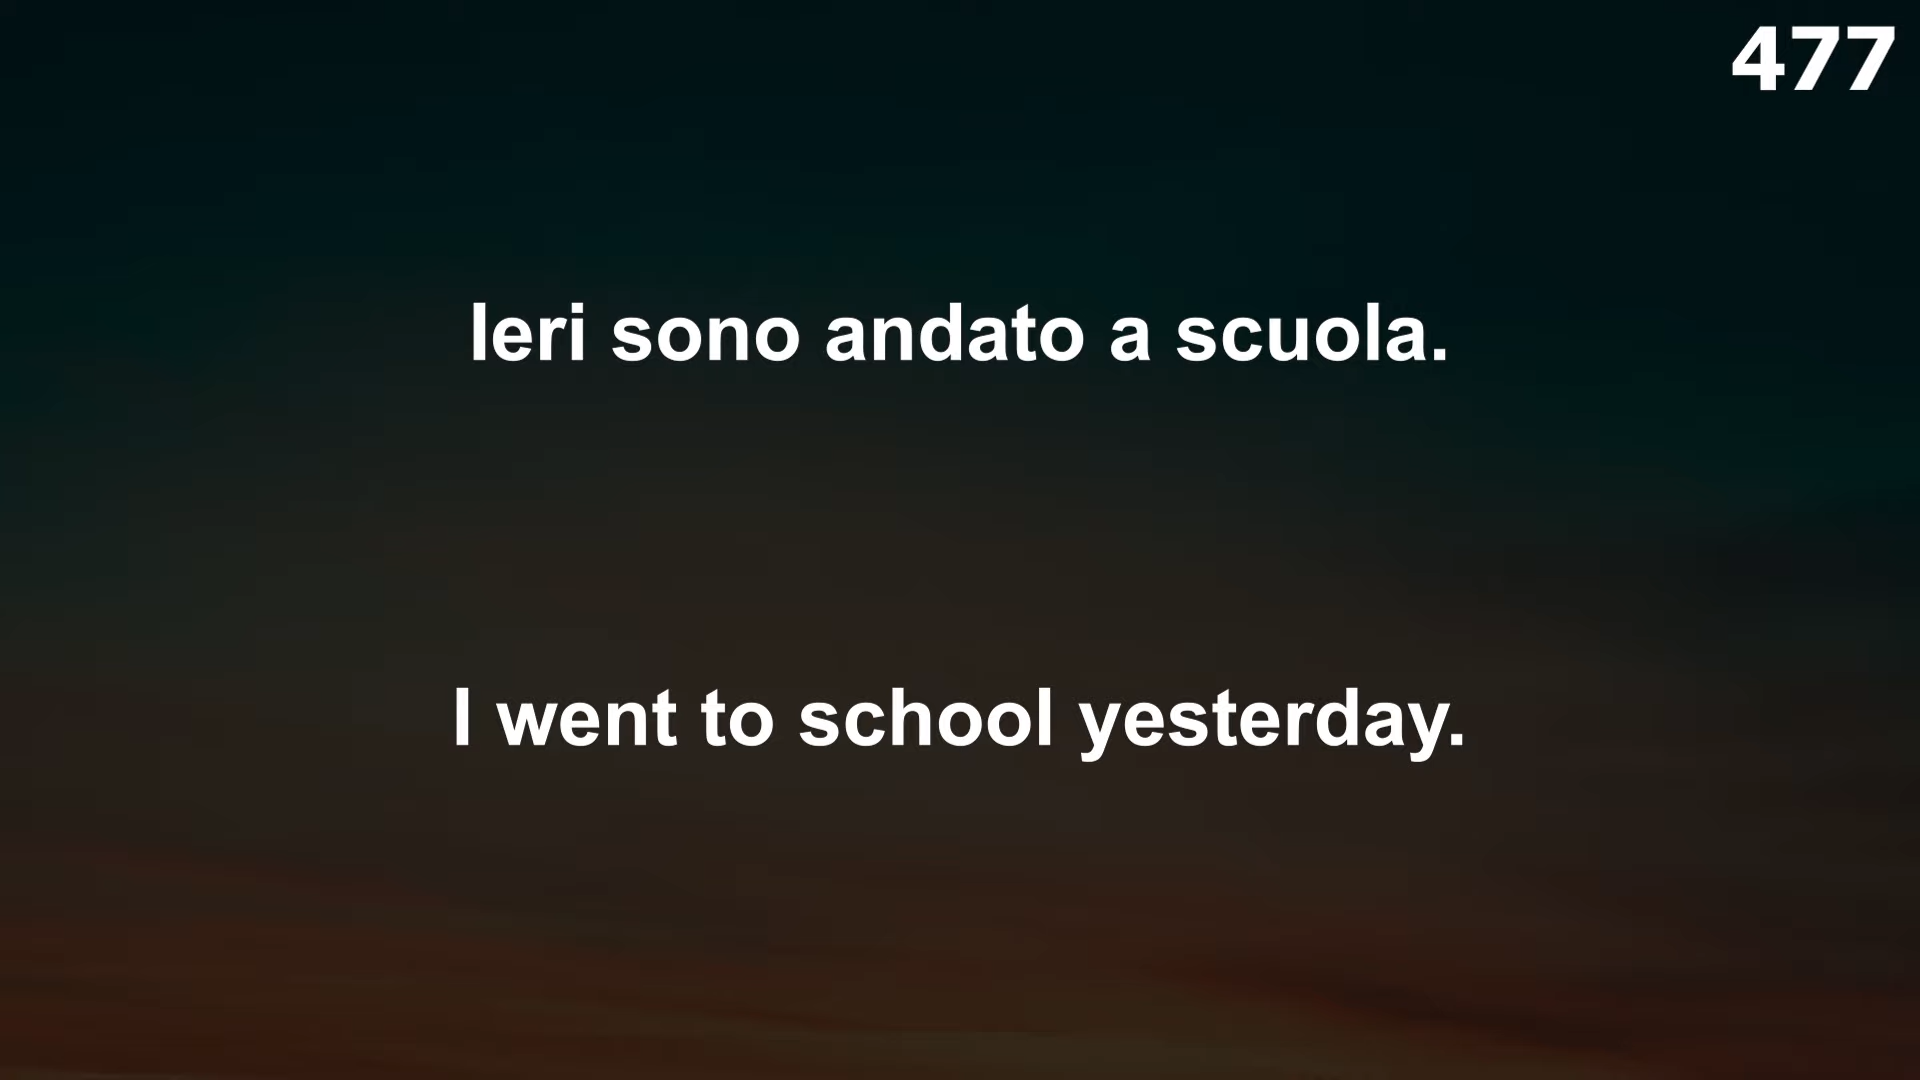 477
Ieri sono andato a scuola.
I went to school yesterday.